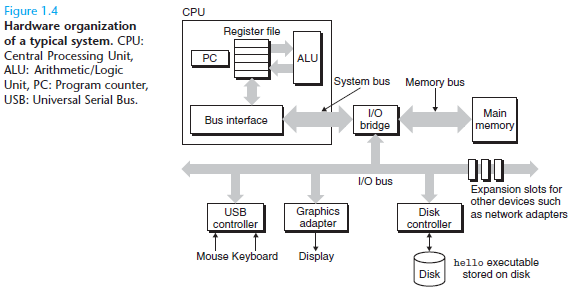 Figure 1.4
Hardware organization
of a typical system. CPU:
Central Processing Unit,
ALU: Arithmetic/Logic
Unit, PC: Program counter,
USB: Universal Serial Bus.
CPU
Register file
PC
ALU
System bus
Memory bus
Bus interface
I/O
bridge
Main
memory
I/O bus
Expansion slots for
other devices such
as network adapters
USB
controller
Graphics
adapter
Disk
controller
Mouse Keyboard
Display
Disk
hello executable
stored on disk